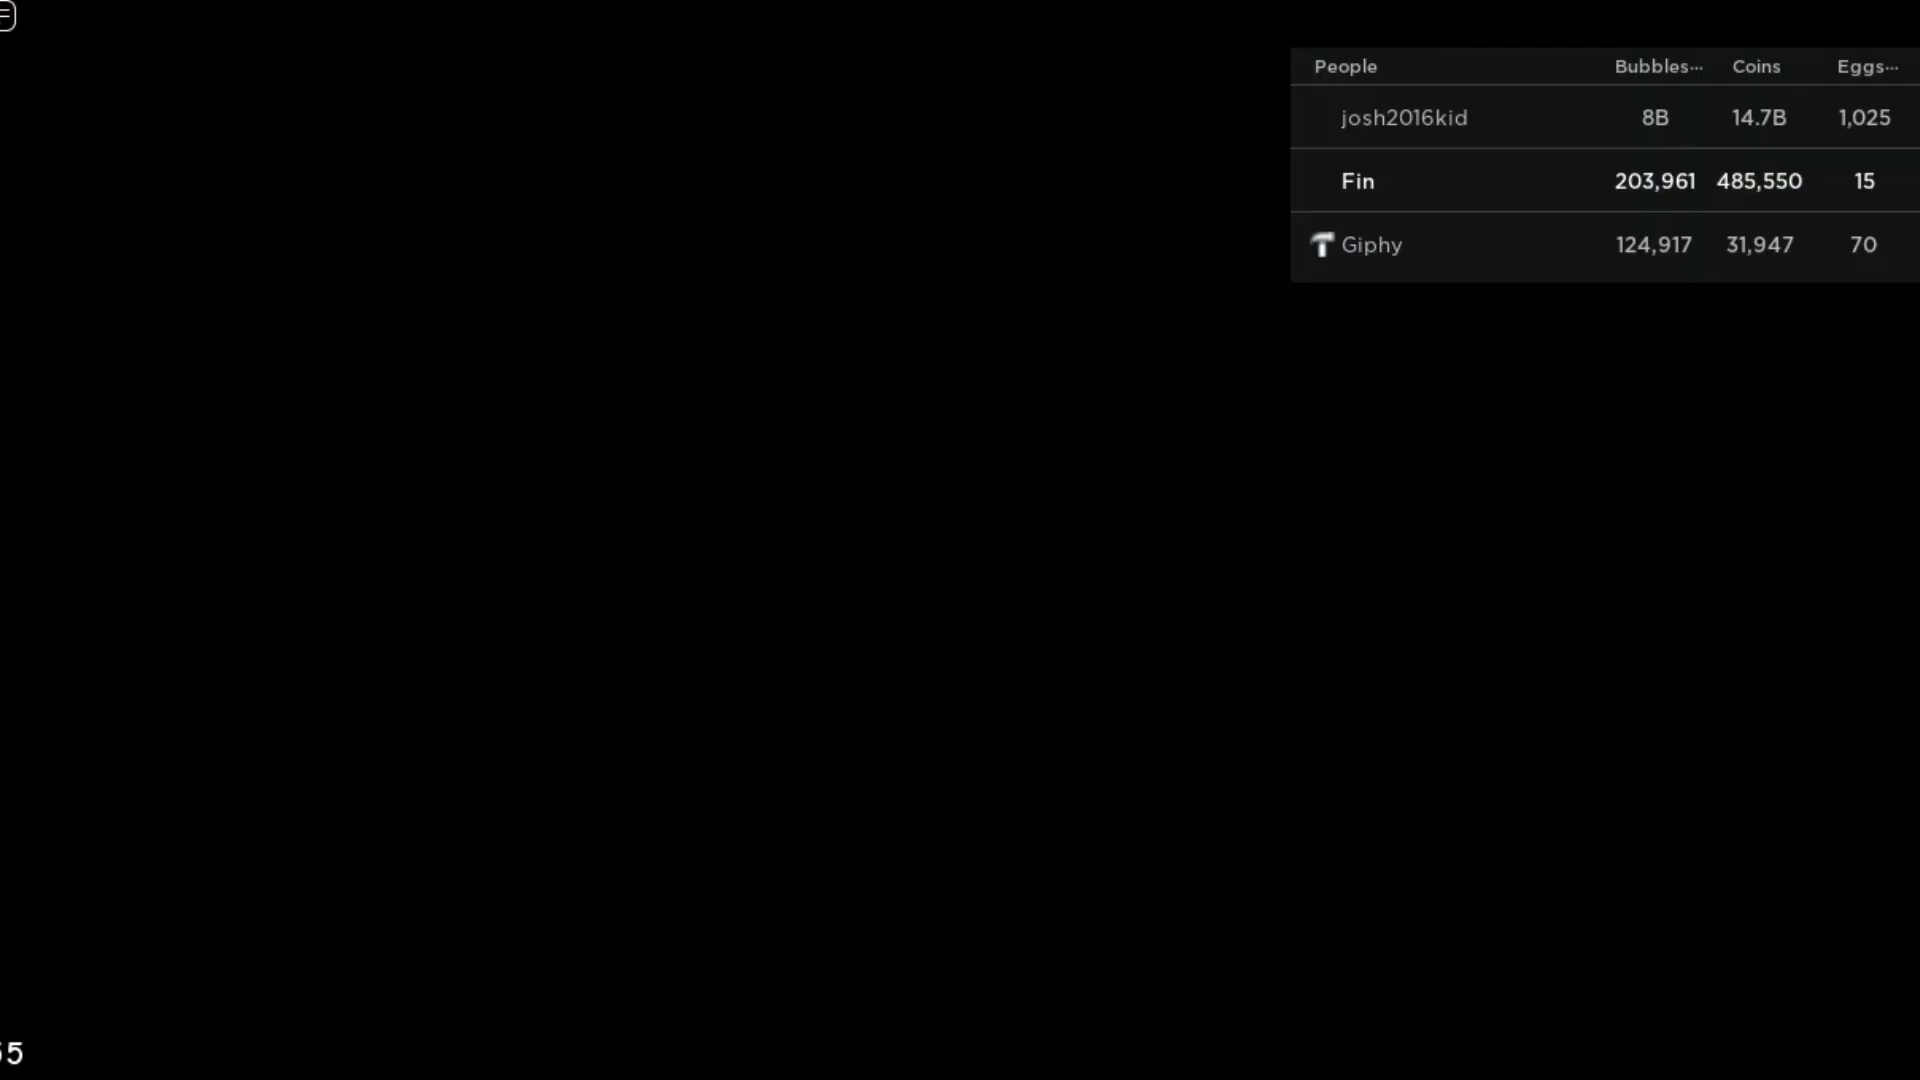 People Bubbles... Coins Eggs...
josh2016kid 8B 14.7B 1,025
Fin 203,961 485,550 15
Giphy 124,917 31,947 70